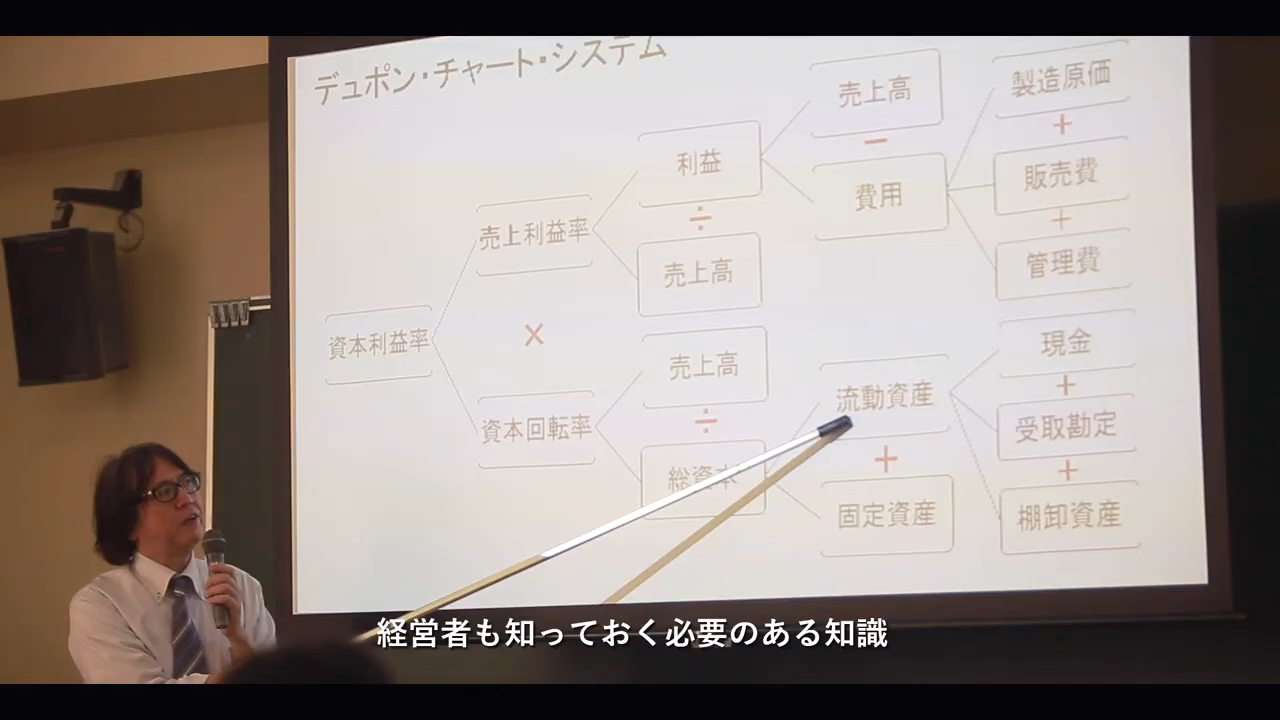 デュポン・チャート・システム
売上高
製造原価
－
＋
利益
費用
販売費
÷
＋
売上利益率
売上高
管理費
資本利益率
×
売上高
流動資産
現金
÷
＋
資本回転率
総資本
＋
受取勘定
＋
固定資産
棚卸資産
経営者も知っておく必要のある知識